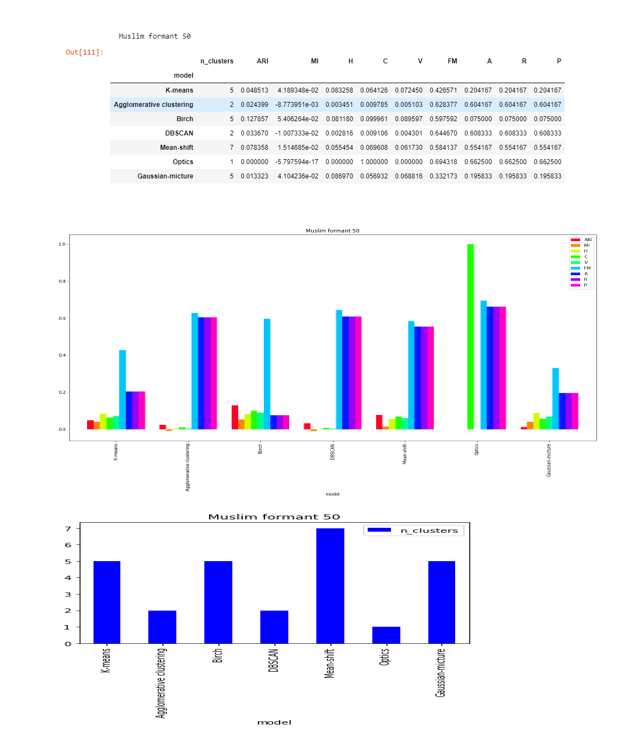 Muslim formant 50
Out[111]:
n_clusters ARI MI H C V FM A R P
model
K-means 5 0.048513 4.189348e-02 0.083258 0.064126 0.072450 0.426571 0.204167 0.204167 0.204167
Agglomerative clustering 2 0.024399 -8.773951e-03 0.003451 0.009785 0.005103 0.628377 0.604167 0.604167 0.604167
Birch 5 0.127857 5.406264e-02 0.081180 0.099961 0.089597 0.597592 0.075000 0.075000 0.075000
DBSCAN 2 0.033670 -1.007333e-02 0.002816 0.009106 0.004301 0.644670 0.608333 0.608333 0.608333
Mean-shift 7 0.078358 1.514685e-02 0.055454 0.069608 0.061730 0.584137 0.554167 0.554167 0.554167
Optics 1 0.000000 -5.797594e-17 0.000000 1.000000 0.000000 0.694318 0.662500 0.662500 0.662500
Gaussian-micture 5 0.013323 4.104236e-02 0.086970 0.056932 0.068816 0.332173 0.195833 0.195833 0.195833
Muslim formant 50
1.0
0.8
0.6
0.4
0.2
0.0
ARI
MI
H
C
V
FM
A
R
P
K-means
Agglomerative clustering
Birch
DBSCAN
Mean-shift
Optics
Gaussian-micture
model
Muslim formant 50
n_clusters
7
6
5
4
3
2
1
0
K-means
Agglomerative clustering
Birch
DBSCAN
Mean-shift
Optics
Gaussian-micture
model